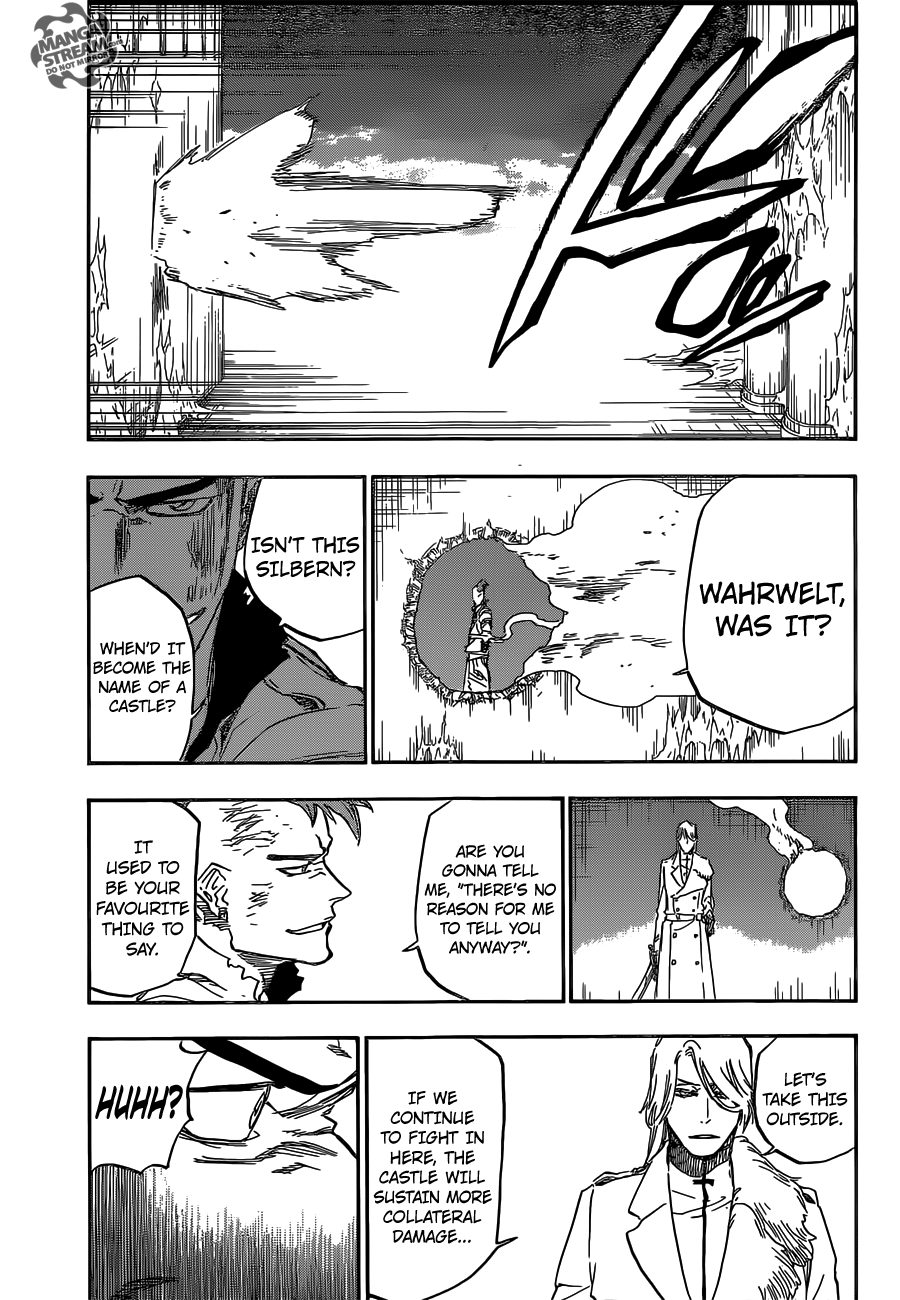 MANGA
STREAM.COM
DO NOT MIRROR
ドン
WAHRWELT,
WAS IT?
ISN'T THIS
SILBERN?
WHEN'D IT
BECOME THE
NAME OF A
CASTLE?
ARE YOU
GONNA TELL
ME, "THERE'S NO
REASON FOR ME
TO TELL YOU
ANYWAY?".
IT
USED TO
BE YOUR
FAVOURITE
THING TO
SAY.
LET'S
TAKE THIS
OUTSIDE.
IF WE
CONTINUE
TO FIGHT IN
HERE, THE
CASTLE WILL
SUSTAIN MORE
COLLATERAL
DAMAGE...
HUHH?